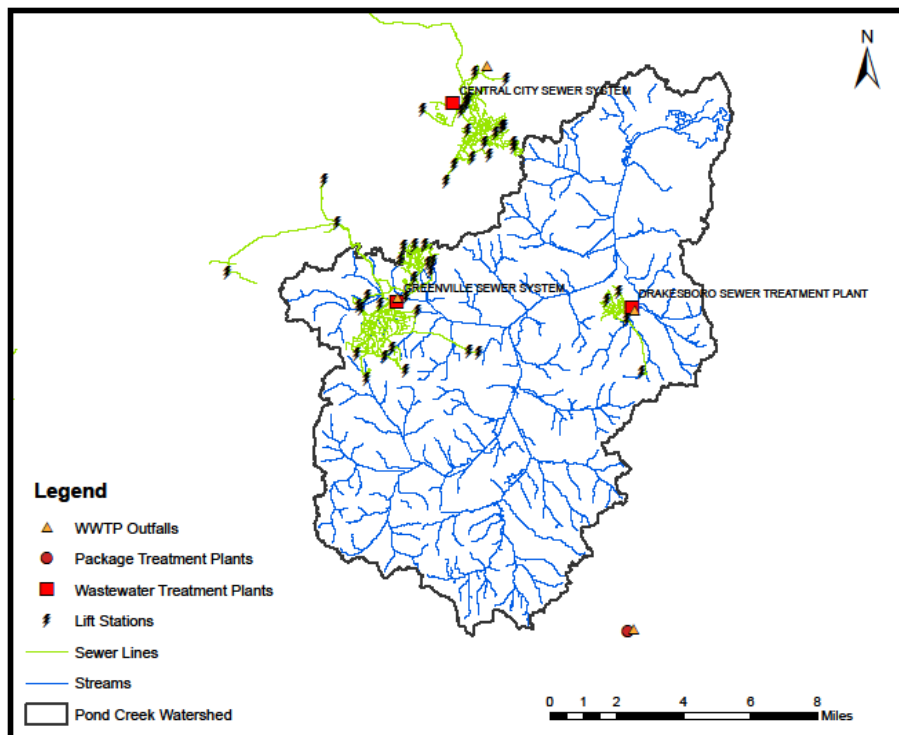 N
CENTRAL CITY SEWER SYSTEM
GREENVILLE SEWER SYSTEM
DRAKESBORO SEWER TREATMENT PLANT
Legend
WWTP Outfalls
Package Treatment Plants
Wastewater Treatment Plants
Lift Stations
Sewer Lines
Streams
Pond Creek Watershed
0 2 4 6 8
Miles